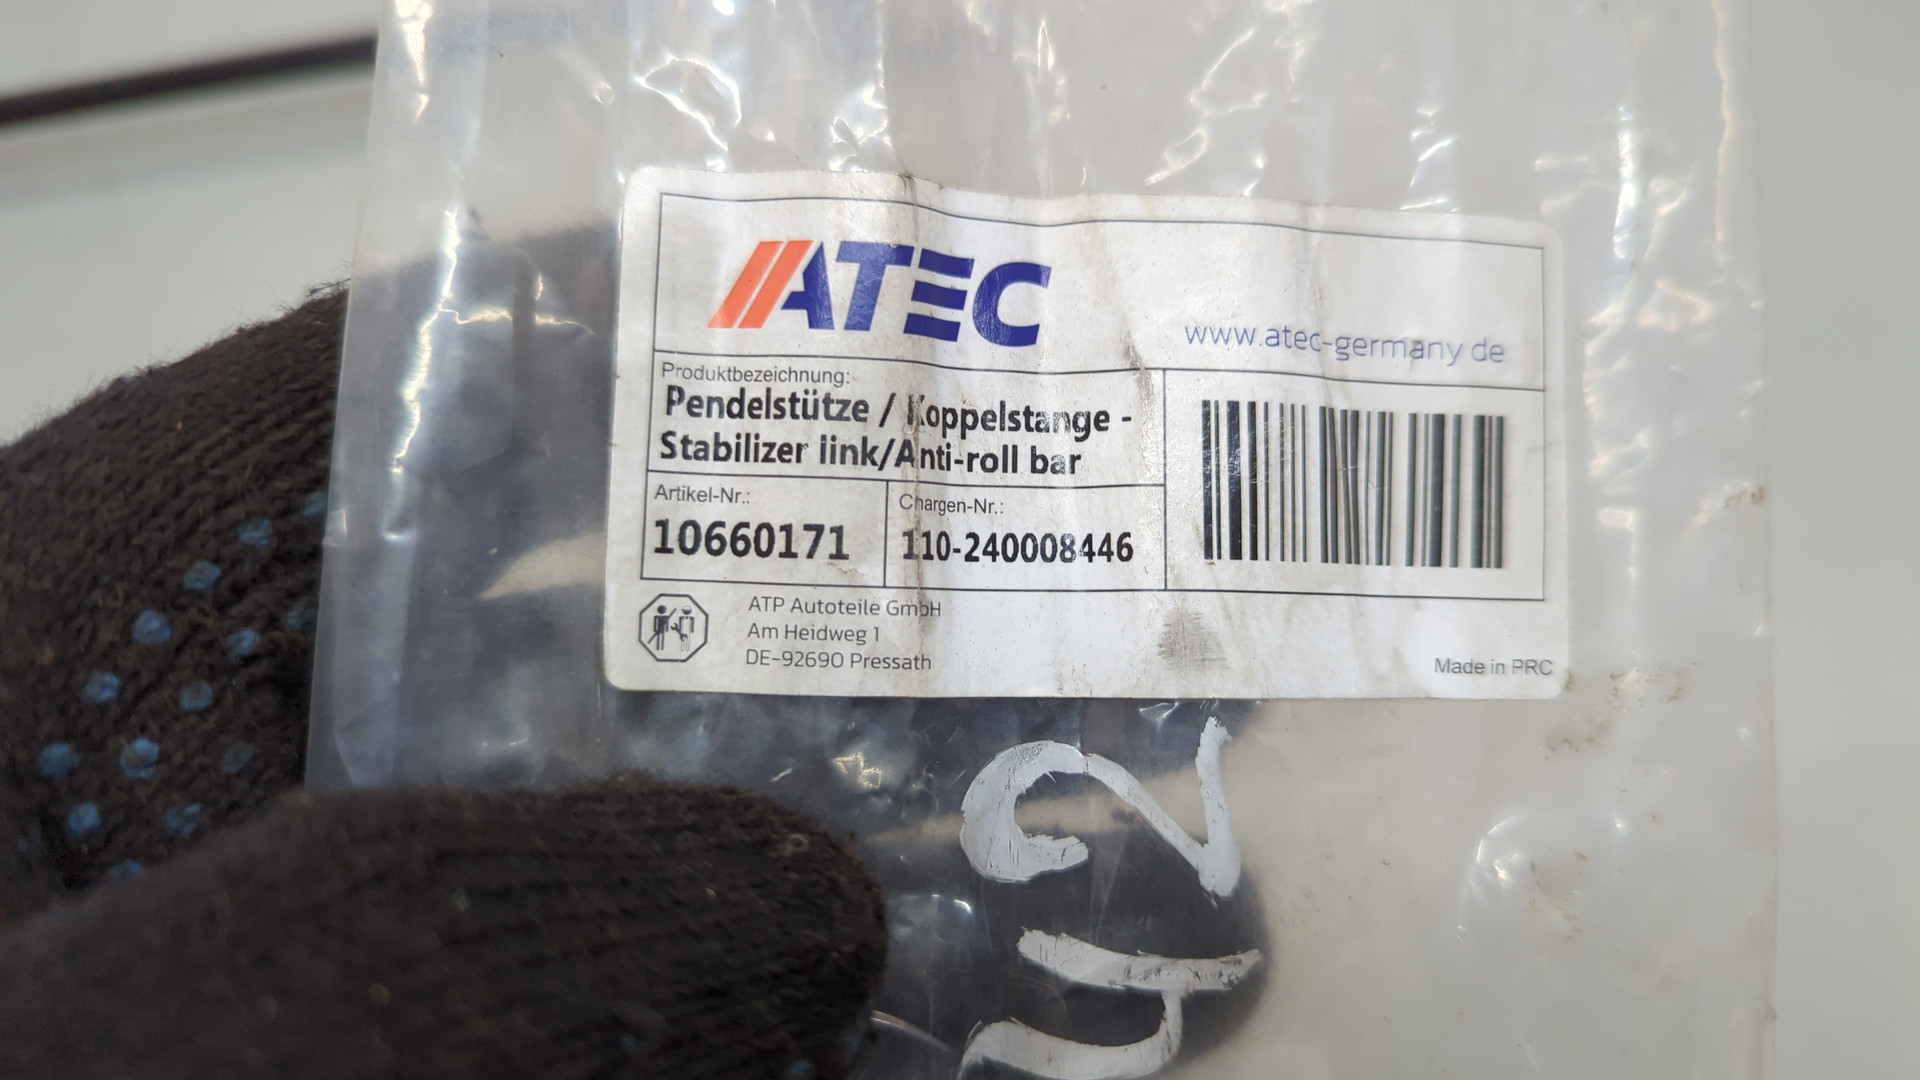 ATEC
www.atec-germany.de
Produktbezeichnung:
Pendelstütze / Koppelstange -
Stabilizer link/Anti-roll bar
Artikel-Nr.:
10660171
Chargen-Nr.:
110-240008446
ATP Autoteile GmbH
Am Heidweg 1
DE-92690 Pressath
Made in PRC